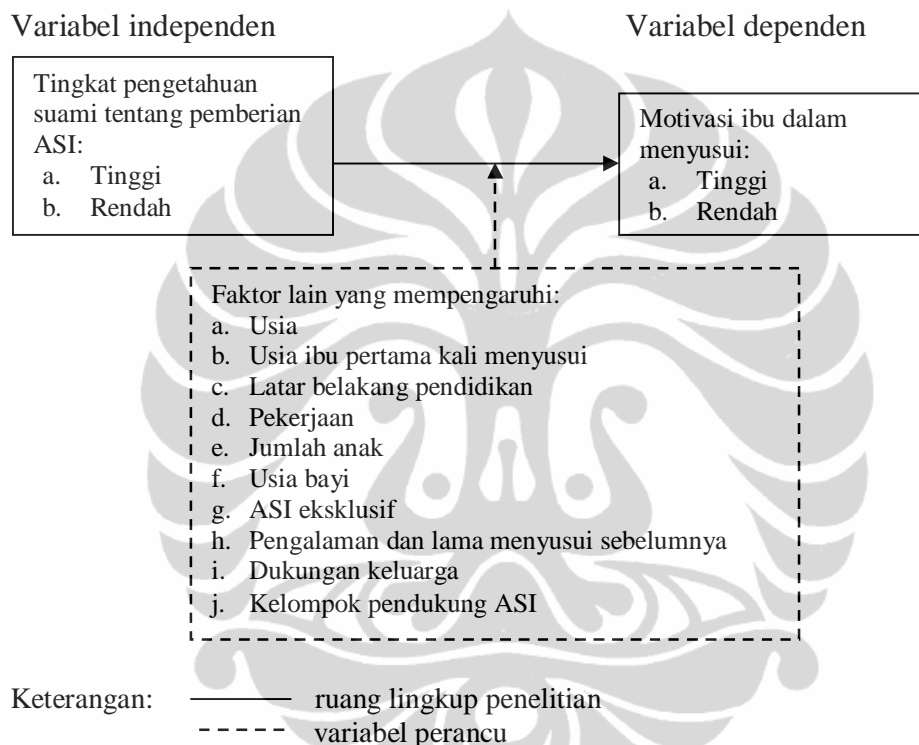 Variabel independen
Variabel dependen
Tingkat pengetahuan
suami tentang pemberian
ASI:
a. Tinggi
b. Rendah
Motivasi ibu dalam
menyusui:
a. Tinggi
b. Rendah
Faktor lain yang mempengaruhi:
a. Usia
b. Usia ibu pertama kali menyusui
c. Latar belakang pendidikan
d. Pekerjaan
e. Jumlah anak
f. Usia bayi
g. ASI eksklusif
h. Pengalaman dan lama menyusui sebelumnya
i. Dukungan keluarga
j. Kelompok pendukung ASI
Keterangan: ruang lingkup penelitian
variabel perancu